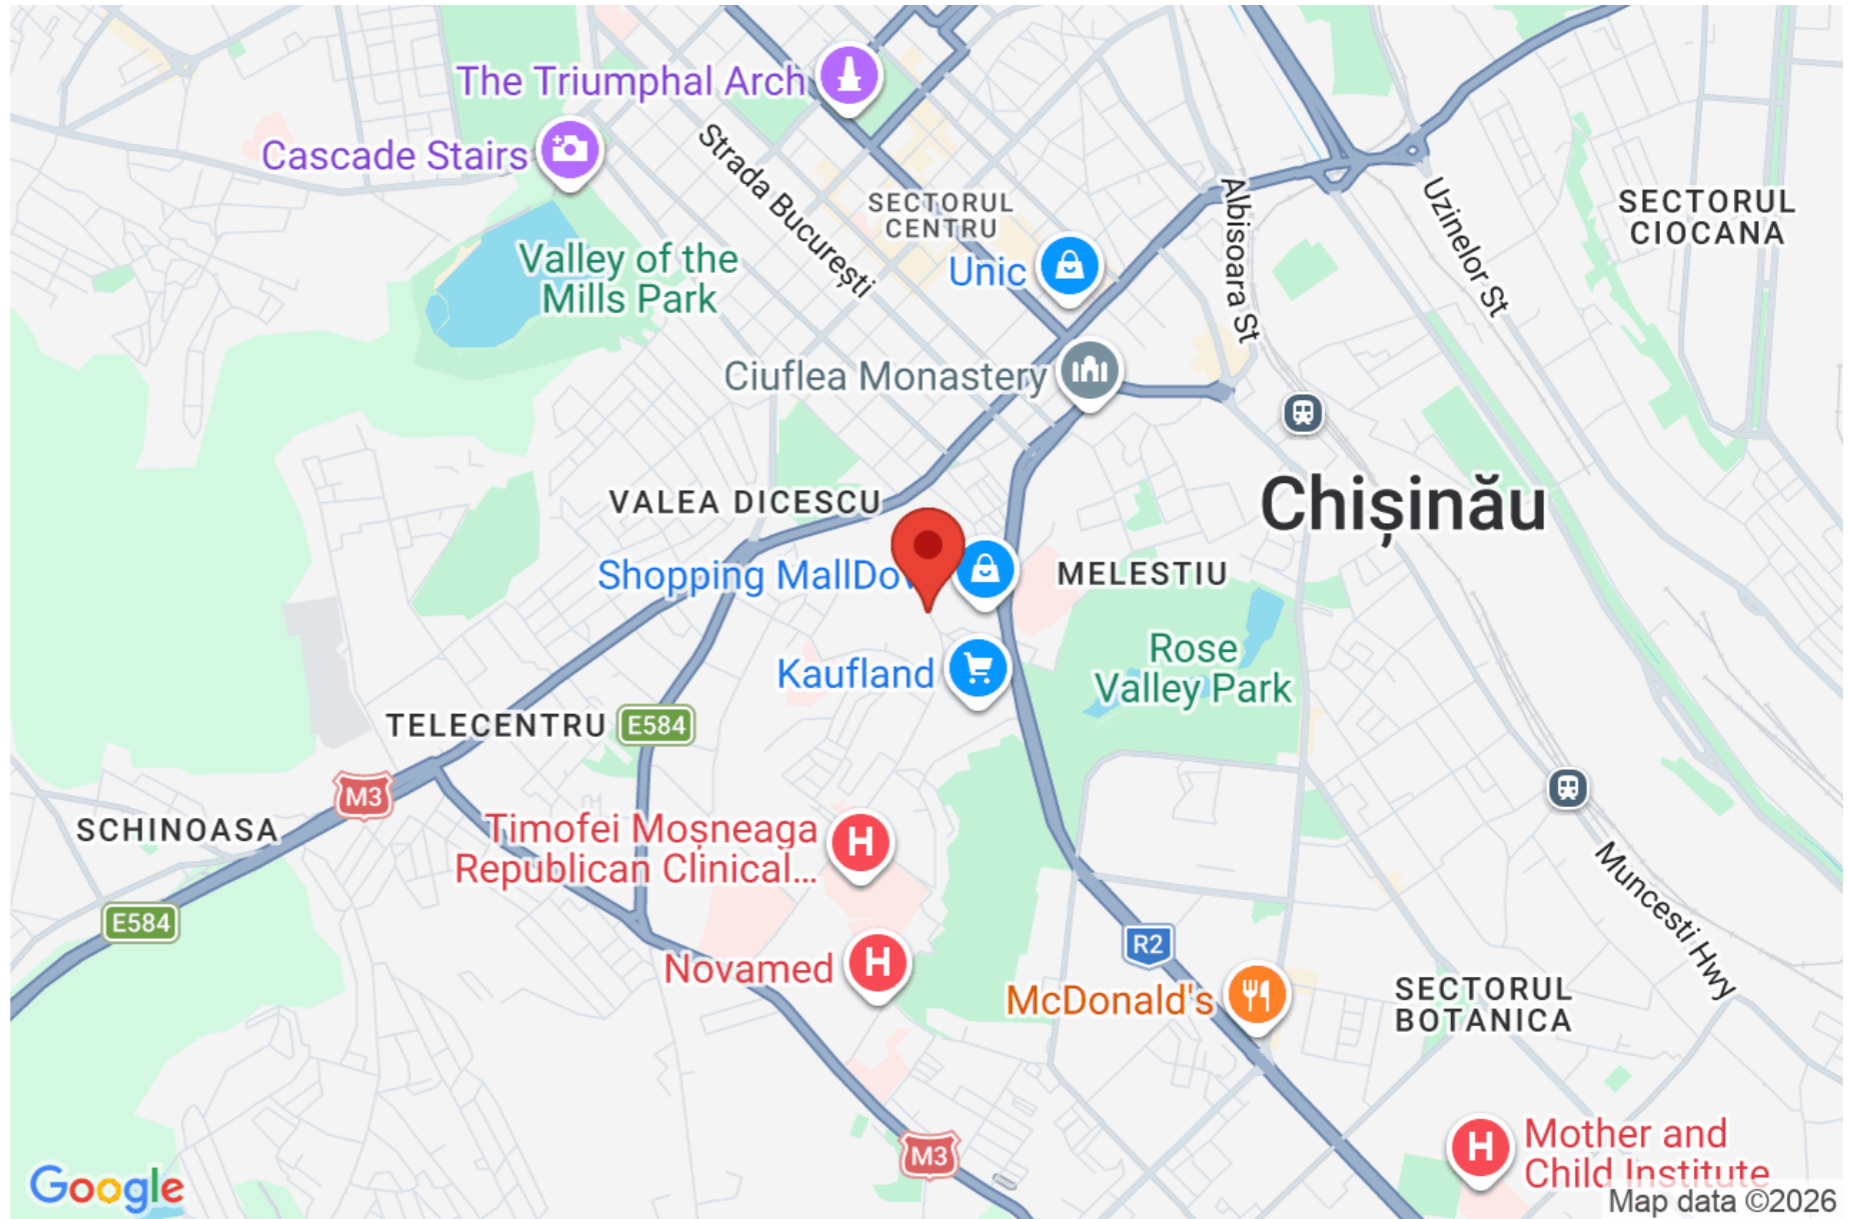 The Triumphal Arch
Cascade Stairs
Strada București
SECTORUL
CENTRU
Albisoara St
Uzinelor St
SECTORUL
CIOCANA
Valley of the
Mills Park
Unic
Ciuflea Monastery
VALEA DICESCU
Chișinău
Shopping MallDov
MELESTIU
Rose
Valley Park
Kaufland
TELECENTRU
E584
M3
SCHINOASA
Timofei Moșneaga
Republican Clinical...
H
E584
Novamed
H
R2
McDonald's
Muncesti Hwy
SECTORUL
BOTANICA
M3
H
Mother and
Child Institute
Google
Map data ©2026